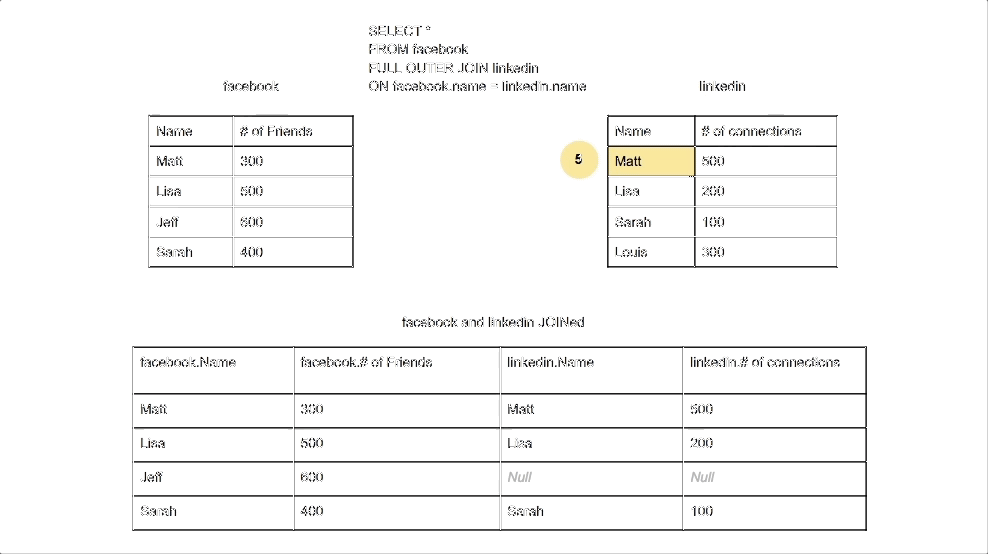 SELECT *
FROM facebook
FULL OUTER JOIN linkedin
ON facebook.name = linkedin.name
facebook
linkedin
Name # of Friends
Matt 300
Lisa 500
Jeff 600
Sarah 400
5
Name # of connections
Matt 500
Lisa 200
Sarah 100
Louis 300
facebook and linkedin JOINed
facebook.Name facebook.# of Friends linkedin.Name linkedin.# of connections
Matt 300 Matt 500
Lisa 500 Lisa 200
Jeff 600 Null Null
Sarah 400 Sarah 100